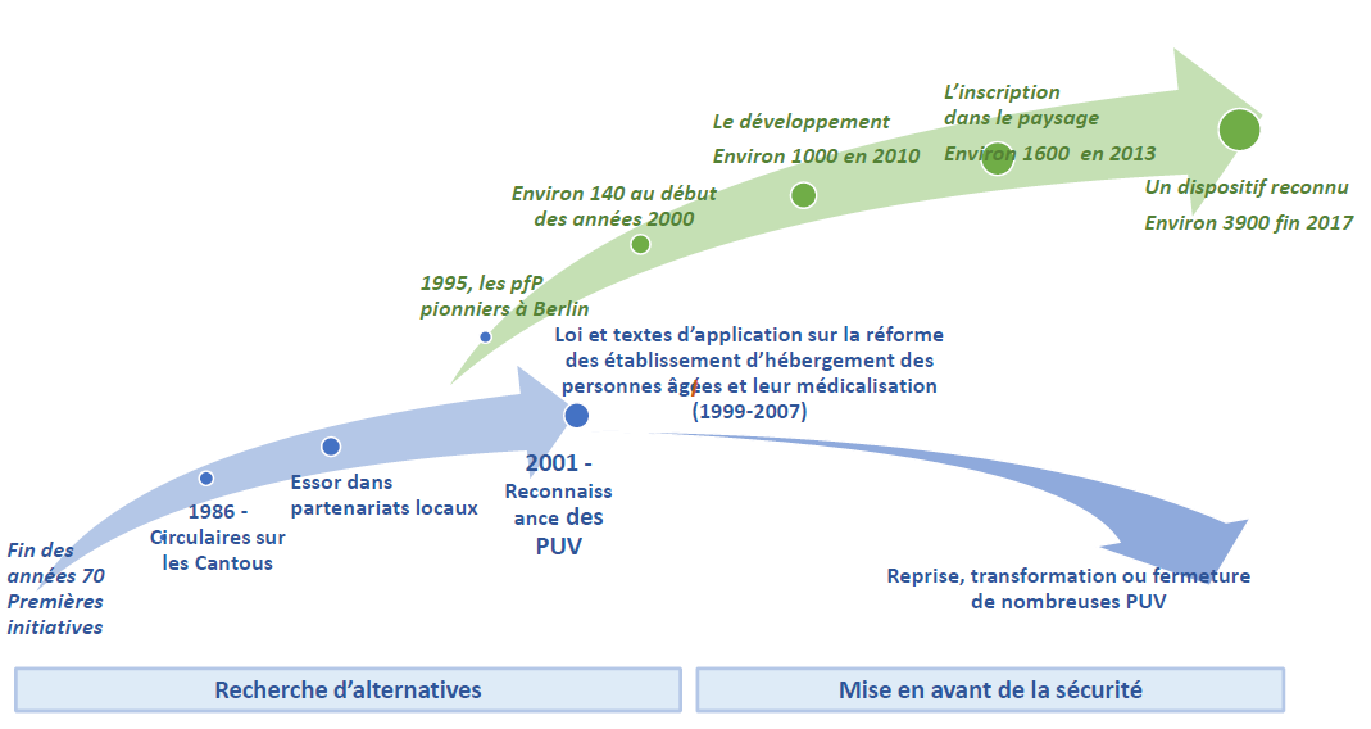 L'inscription
dans le paysage
Environ 1600 en 2013
Le développement
Environ 1000 en 2010
Un dispositif reconnu
Environ 3900 fin 2017
Environ 140 au début
des années 2000
1995, les pfP
pionniers à Berlin
Loi et textes d'application sur la réforme
des établissement d'hébergement des
personnes âgées et leur médicalisation
(1999-2007)
2001 -
Reconnaiss
ance des
PUV
Essor dans
partenariats locaux
1986 -
Circulaires sur
les Cantous
Fin des
années 70
Premières
initiatives
Reprise, transformation ou fermeture
de nombreuses PUV
Recherche d'alternatives
Mise en avant de la sécurité